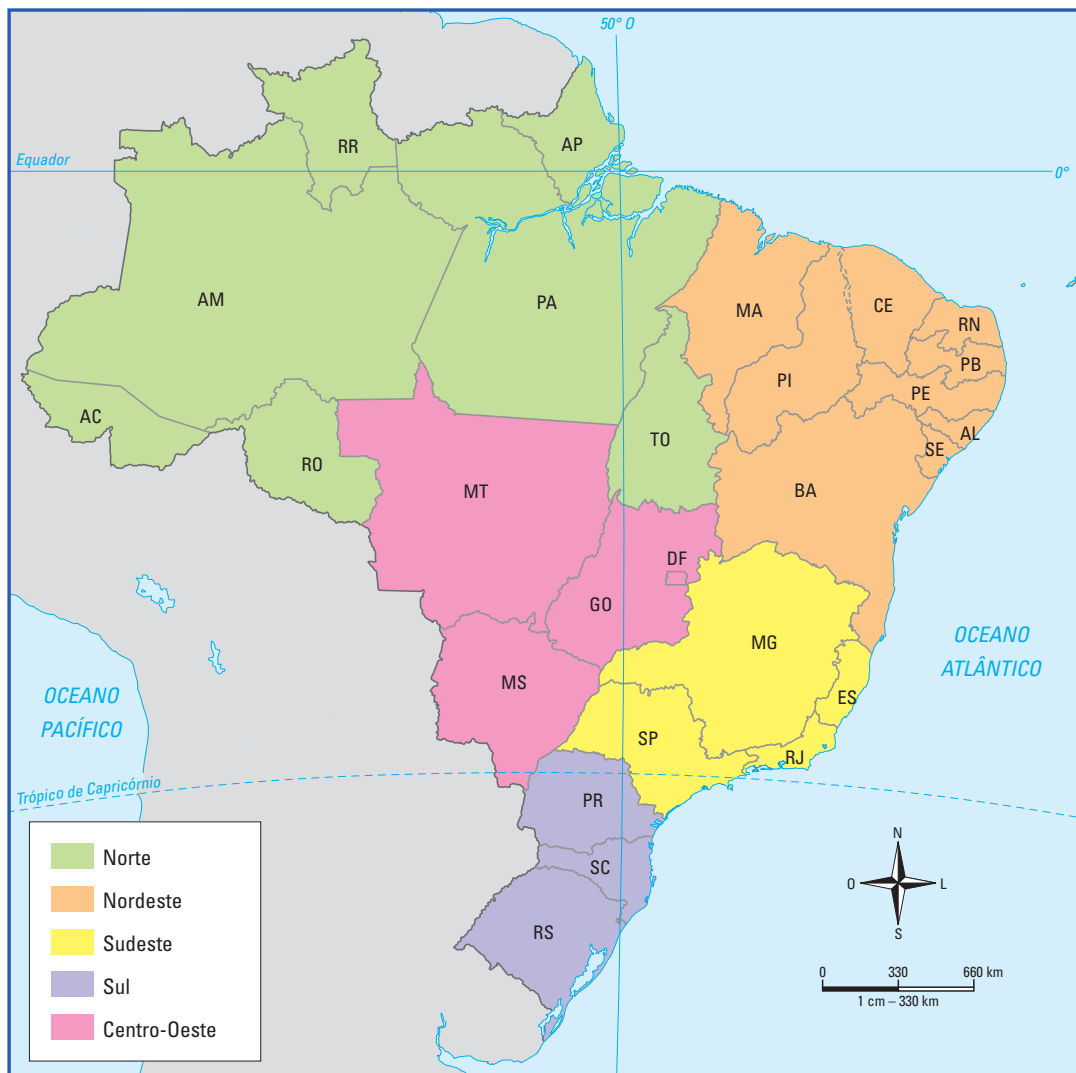 50° O
RR
AP
Equador
0°
AM
PA
MA
CE
RN
PB
PI
PE
AC
TO
AL
SE
RO
MT
BA
DF
GO
MG
OCEANO
ATLÂNTICO
MS
ES
OCEANO
PACÍFICO
SP
RJ
Trópico de Capricórnio
PR
SC
RS
Norte
Nordeste
Sudeste
Sul
Centro-Oeste
N
O
L
S
0 330 660 km
1 cm – 330 km